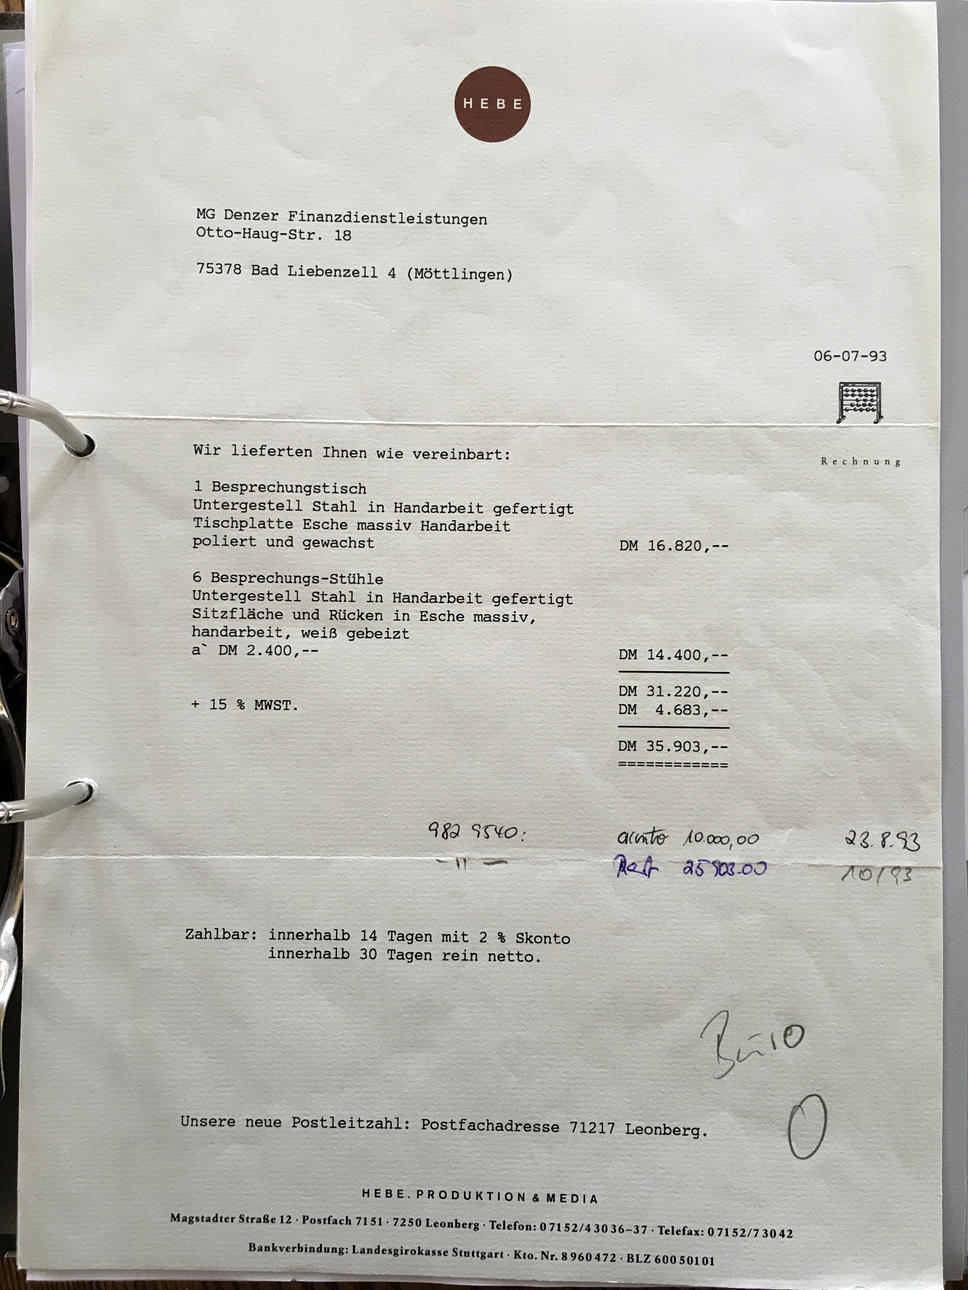 HEBE
MG Denzer Finanzdienstleistungen
Otto-Haug-Str. 18
75378 Bad Liebenzell 4 (Möttlingen)
06-07-93
Rechnung
Wir lieferten Ihnen wie vereinbart:
1 Besprechungstisch
Untergestell Stahl in Handarbeit gefertigt
Tischplatte Esche massiv Handarbeit
poliert und gewachst DM 16.820,--
6 Besprechungs-Stühle
Untergestell Stahl in Handarbeit gefertigt
Sitzfläche und Rücken in Esche massiv,
handarbeit, weiß gebeizt
a` DM 2.400,-- DM 14.400,--
DM 31.220,--
+ 15 % MWST. DM 4.683,--
DM 35.903,--
============
982 9540: aconto 10.000,00 23.8.93
-"- Rest 25903.00 10/93
Zahlbar: innerhalb 14 Tagen mit 2 % Skonto
innerhalb 30 Tagen rein netto.
Büro
0
Unsere neue Postleitzahl: Postfachadresse 71217 Leonberg.
HEBE. PRODUKTION & MEDIA
Magstadter Straße 12 · Postfach 7151 · 7250 Leonberg · Telefon: 07152/43036-37 · Telefax: 07152/73042
Bankverbindung: Landesgirokasse Stuttgart · Kto. Nr. 8960472 · BLZ 60050101